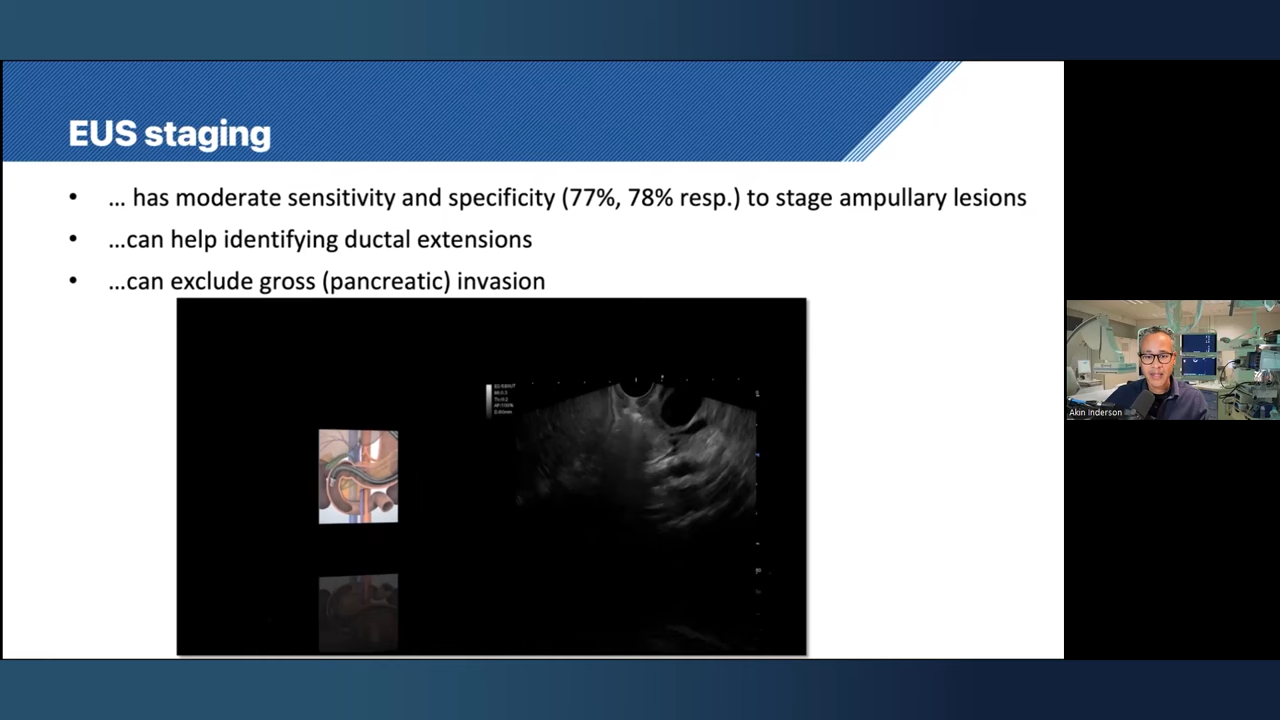 EUS staging
• … has moderate sensitivity and specificity (77%, 78% resp.) to stage ampullary lesions
• …can help identifying ductal extensions
• …can exclude gross (pancreatic) invasion
Akin Inderson